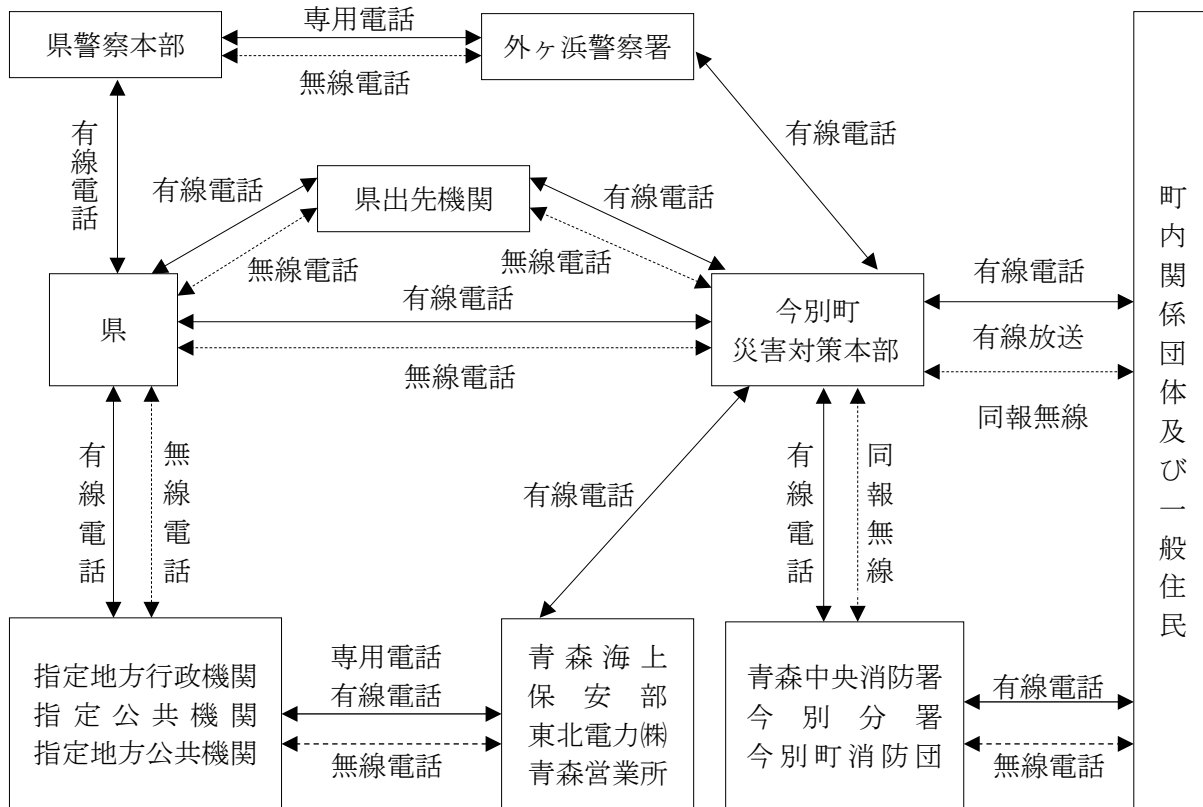 専用電話
県警察本部
外ヶ浜警察署
無線電話
有線電話
有線電話
県出先機関
有線電話
有線電話
無線電話
無線電話
県
有線電話
無線電話
今別町
災害対策本部
有線電話
有線放送
同報無線
町内関係団体及び一般住民
有線電話
無線電話
有線電話
有線電話
同報無線
指定地方行政機関
指定公共機関
指定地方公共機関
専用電話
有線電話
無線電話
青森海上
保安部
東北電力㈱
青森営業所
青森中央消防署
今別分署
今別町消防団
有線電話
無線電話